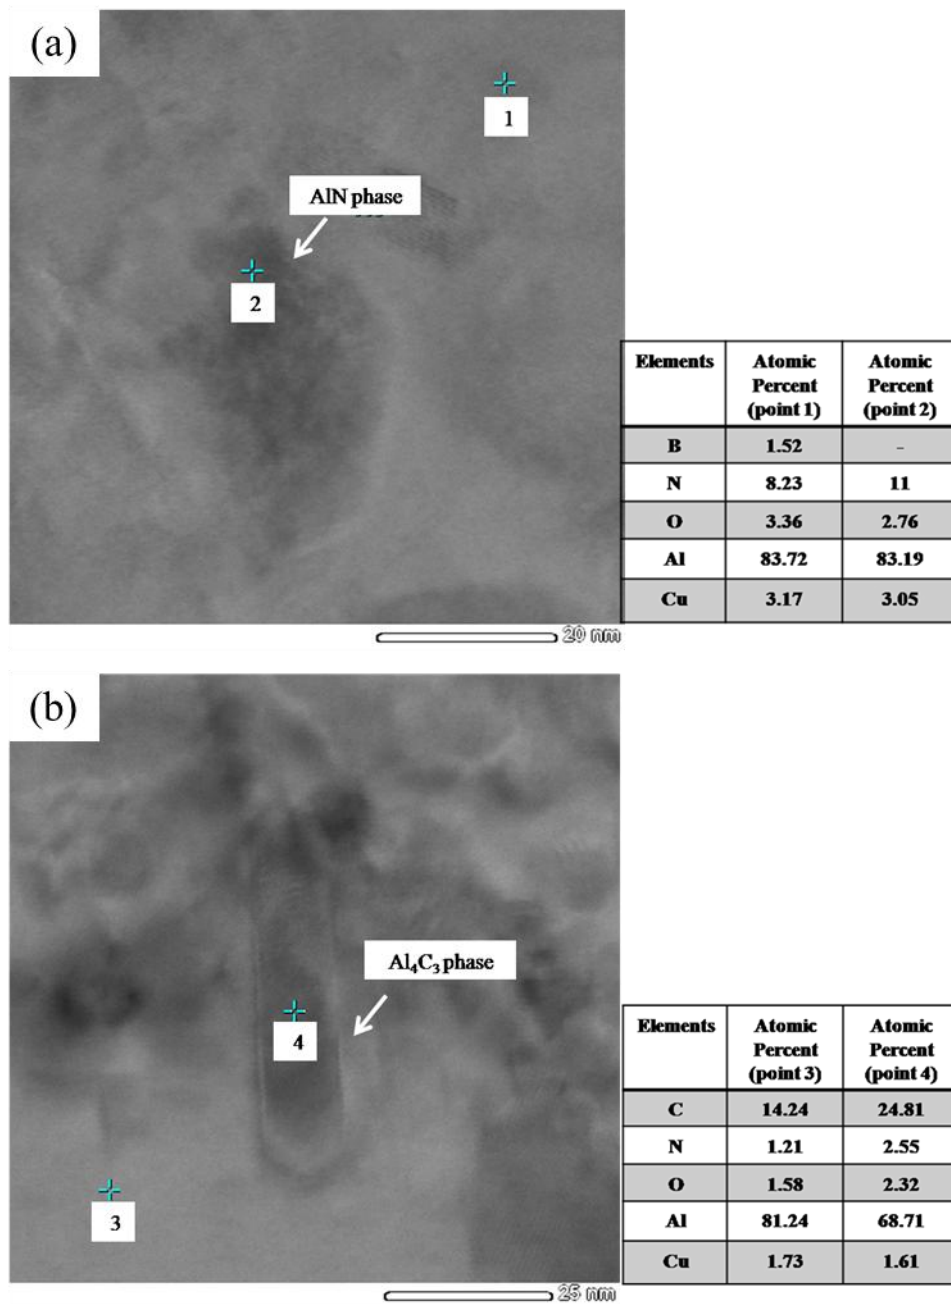 (a)
1
AlN phase
2
Elements Atomic Percent (point 1) Atomic Percent (point 2)
B 1.52 -
N 8.23 11
O 3.36 2.76
Al 83.72 83.19
Cu 3.17 3.05
20 nm
(b)
Al₄C₃ phase
4
3
Elements Atomic Percent (point 3) Atomic Percent (point 4)
C 14.24 24.81
N 1.21 2.55
O 1.58 2.32
Al 81.24 68.71
Cu 1.73 1.61
25 nm